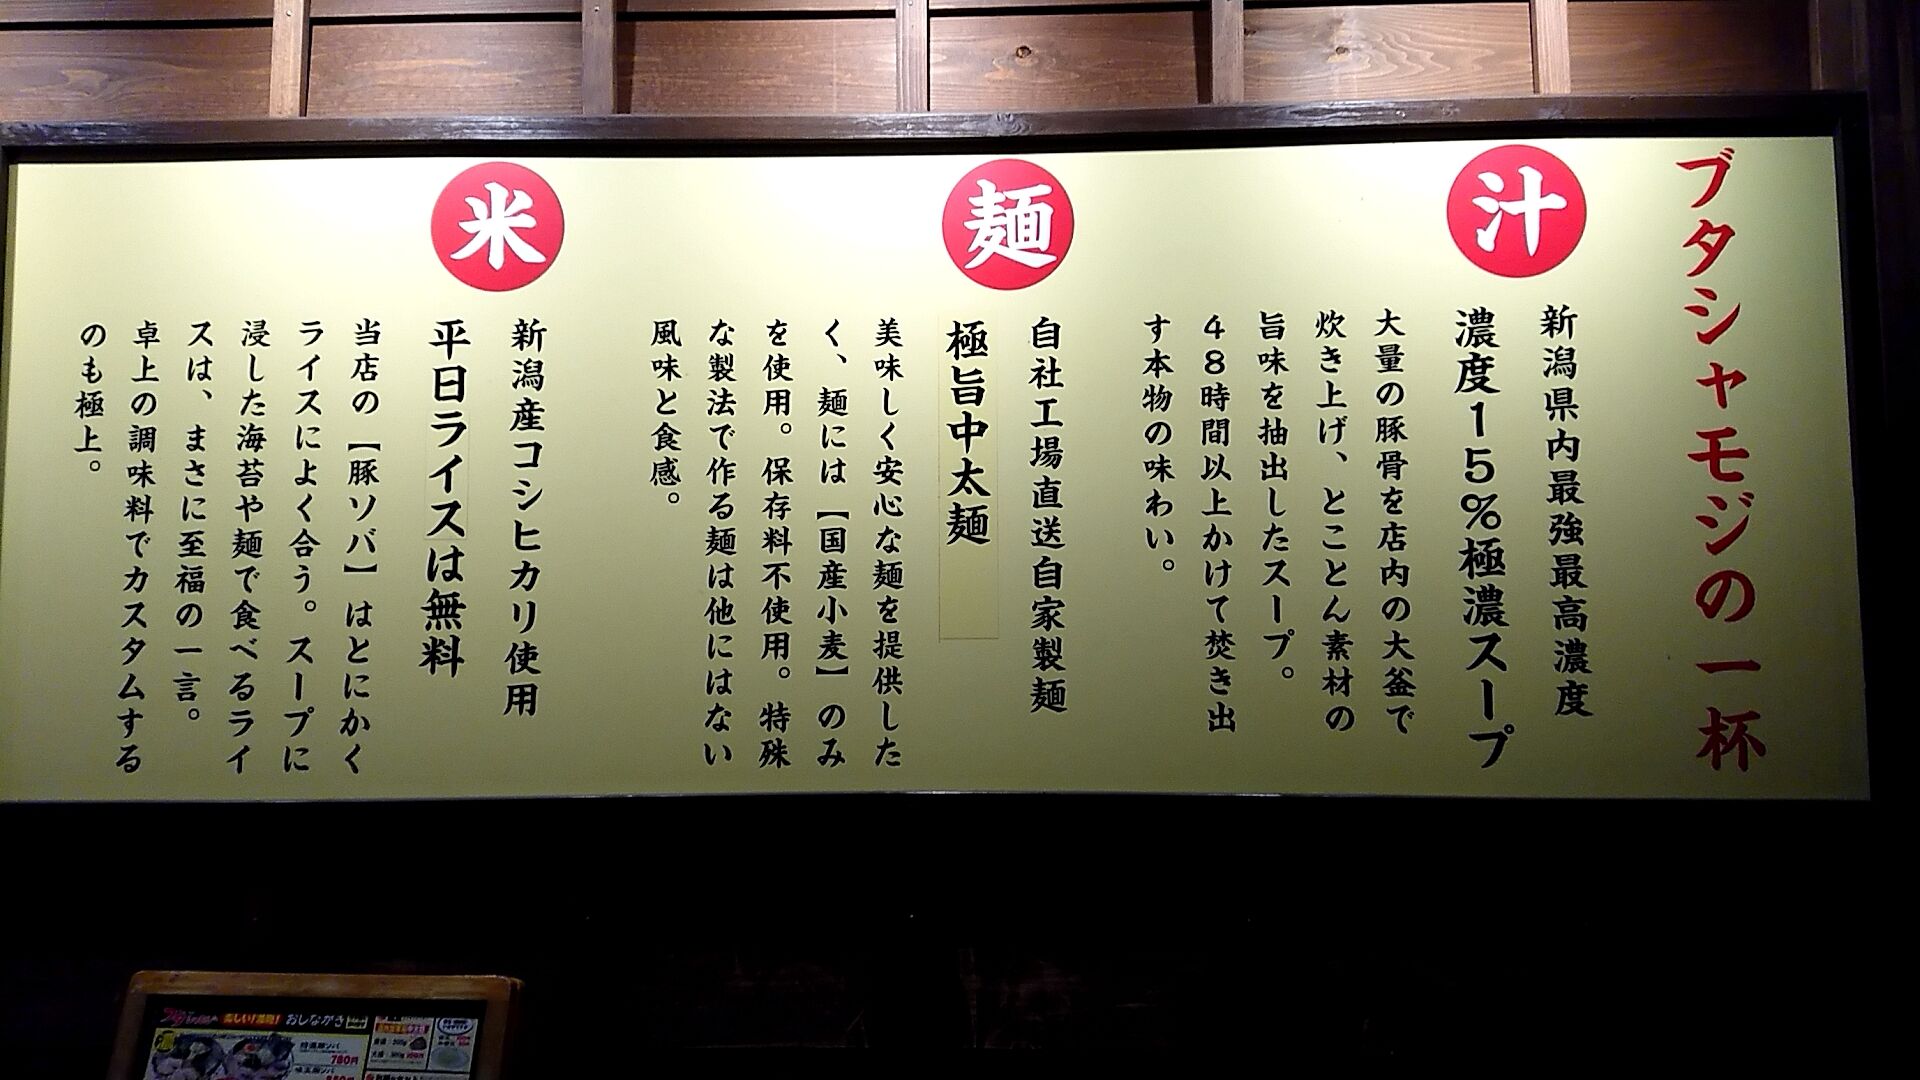 ブタシャモジの一杯
汁
新潟県内最強最高濃度
濃度15%極濃スープ
大量の豚骨を店内の大釜で
炊き上げ、とことん素材の
旨味を抽出したスープ。
48時間以上かけて焚き出
す本物の味わい。
麺
自社工場直送自家製麺
極旨中太麺
美味しく安心な麺を提供した
く、麺には【国産小麦】のみ
を使用。保存料不使用。特殊
な製法で作る麺は他にはない
風味と食感。
米
新潟産コシヒカリ使用
平日ライスは無料
当店の【豚ソバ】はとにかく
ライスによく合う。スープに
浸した海苔や麺で食べるライ
スは、まさに至福の一言。
卓上の調味料でカスタムする
のも極上。
おしながき
780円